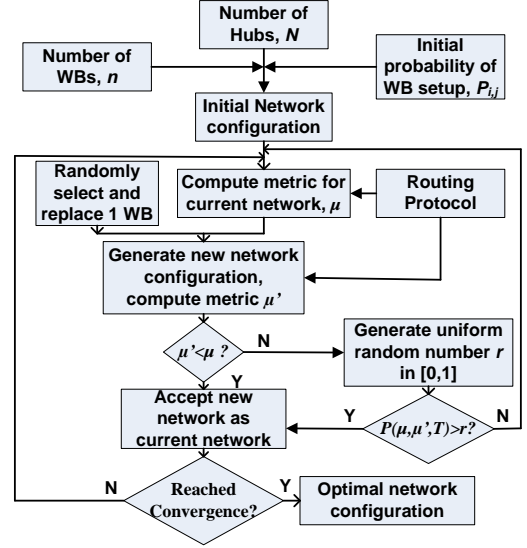 Number of
Hubs, N
Number of
WBs, n
Initial
probability of
WB setup, Pi,j
Initial Network
configuration
Randomly
select and
replace 1 WB
Compute metric for
current network, μ
Routing
Protocol
Generate new network
configuration,
compute metric μ’
μ’<μ ?
N
Generate uniform
random number r
in [0,1]
Y
Accept new
network as
current network
Y
P(μ,μ’,T)>r?
N
N
Reached
Convergence?
Y
Optimal network
configuration